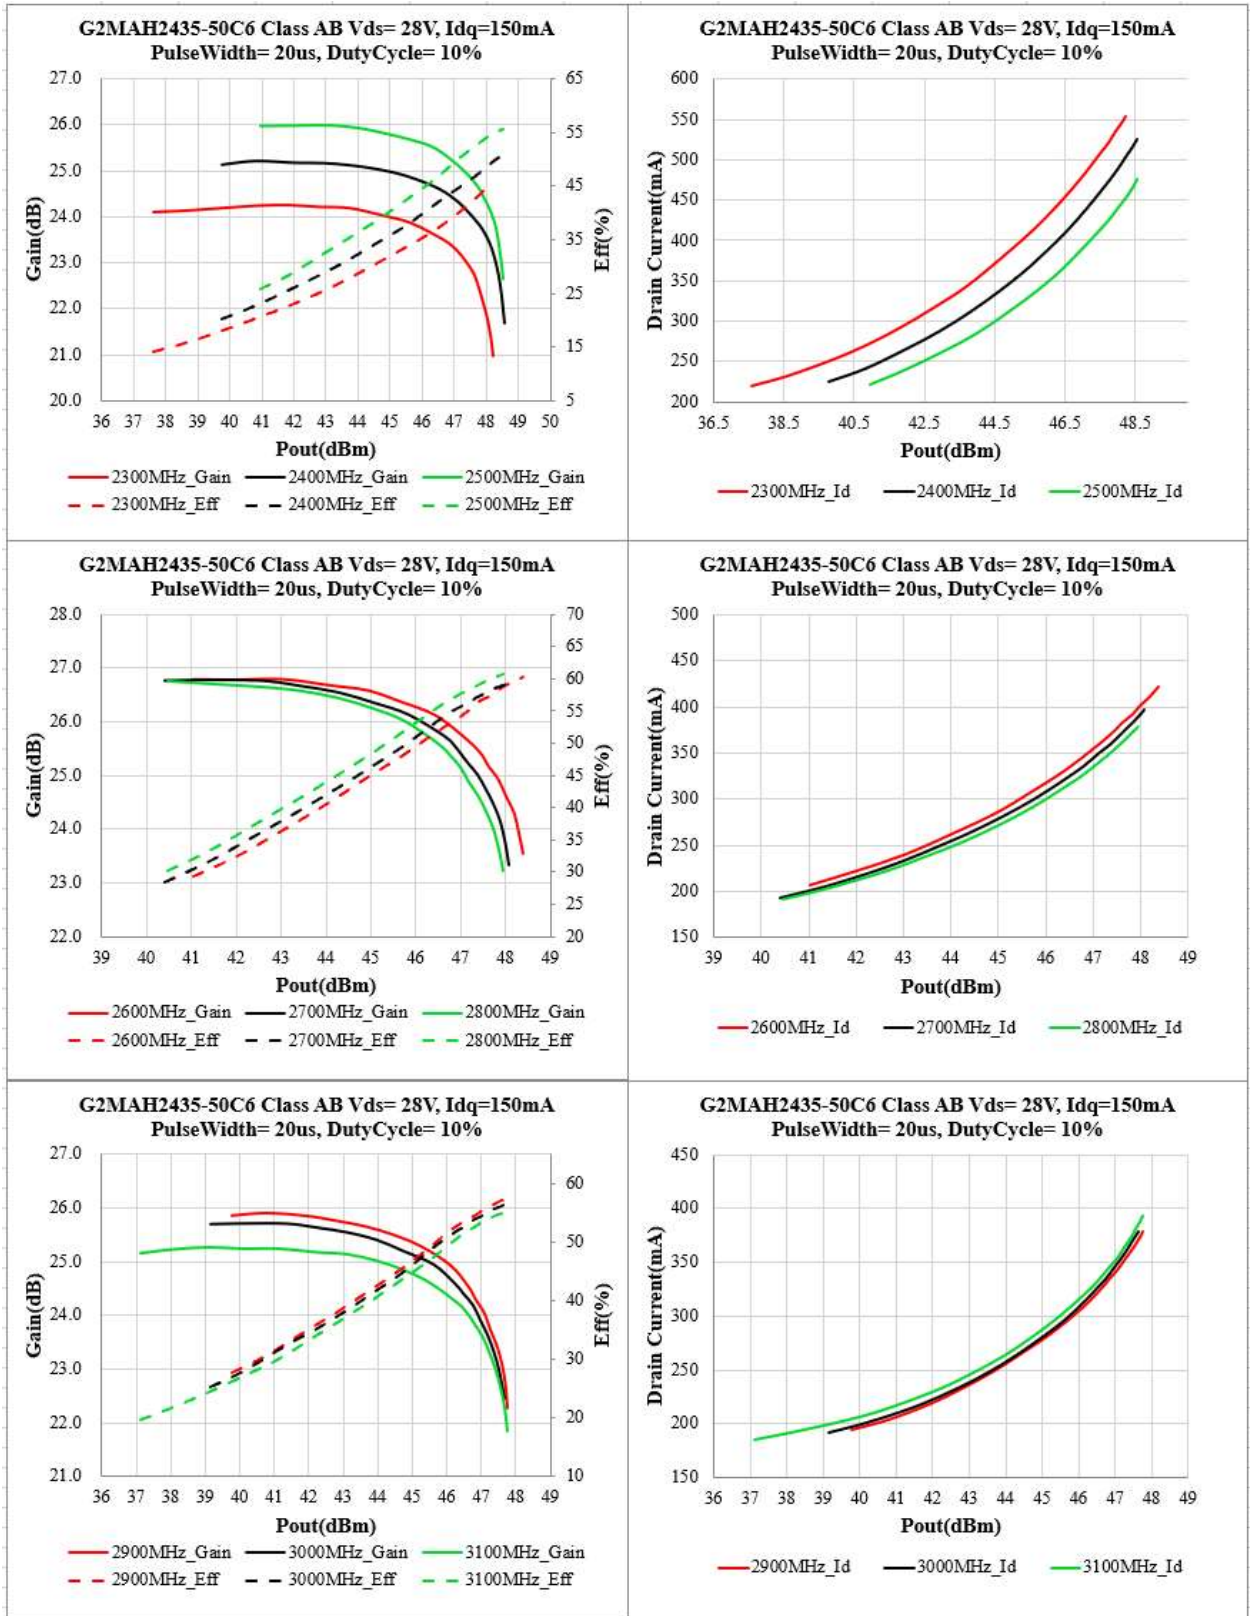 G2MAH2435-50C6 Class AB Vds= 28V, Idq=150mA
PulseWidth= 20us, DutyCycle= 10%
27.0
26.0
25.0
24.0
23.0
22.0
21.0
20.0
Gain(dB)
65
55
45
35
25
15
5
Eff(%)
36 37 38 39 40 41 42 43 44 45 46 47 48 49 50
Pout(dBm)
2300MHz_Gain 2400MHz_Gain 2500MHz_Gain
2300MHz_Eff 2400MHz_Eff 2500MHz_Eff
G2MAH2435-50C6 Class AB Vds= 28V, Idq=150mA
PulseWidth= 20us, DutyCycle= 10%
600
550
500
450
400
350
300
250
200
Drain Current(mA)
36.5 38.5 40.5 42.5 44.5 46.5 48.5
Pout(dBm)
2300MHz_Id 2400MHz_Id 2500MHz_Id
G2MAH2435-50C6 Class AB Vds= 28V, Idq=150mA
PulseWidth= 20us, DutyCycle= 10%
28.0
27.0
26.0
25.0
24.0
23.0
22.0
Gain(dB)
70
65
60
55
50
45
40
35
30
25
20
Eff(%)
39 40 41 42 43 44 45 46 47 48 49
Pout(dBm)
2600MHz_Gain 2700MHz_Gain 2800MHz_Gain
2600MHz_Eff 2700MHz_Eff 2800MHz_Eff
G2MAH2435-50C6 Class AB Vds= 28V, Idq=150mA
PulseWidth= 20us, DutyCycle= 10%
500
450
400
350
300
250
200
150
Drain Current(mA)
39 40 41 42 43 44 45 46 47 48 49
Pout(dBm)
2600MHz_Id 2700MHz_Id 2800MHz_Id
G2MAH2435-50C6 Class AB Vds= 28V, Idq=150mA
PulseWidth= 20us, DutyCycle= 10%
27.0
26.0
25.0
24.0
23.0
22.0
21.0
Gain(dB)
60
50
40
30
20
10
Eff(%)
36 37 38 39 40 41 42 43 44 45 46 47 48 49
Pout(dBm)
2900MHz_Gain 3000MHz_Gain 3100MHz_Gain
2900MHz_Eff 3000MHz_Eff 3100MHz_Eff
G2MAH2435-50C6 Class AB Vds= 28V, Idq=150mA
PulseWidth= 20us, DutyCycle= 10%
450
400
350
300
250
200
150
Drain Current(mA)
36 37 38 39 40 41 42 43 44 45 46 47 48 49
Pout(dBm)
2900MHz_Id 3000MHz_Id 3100MHz_Id